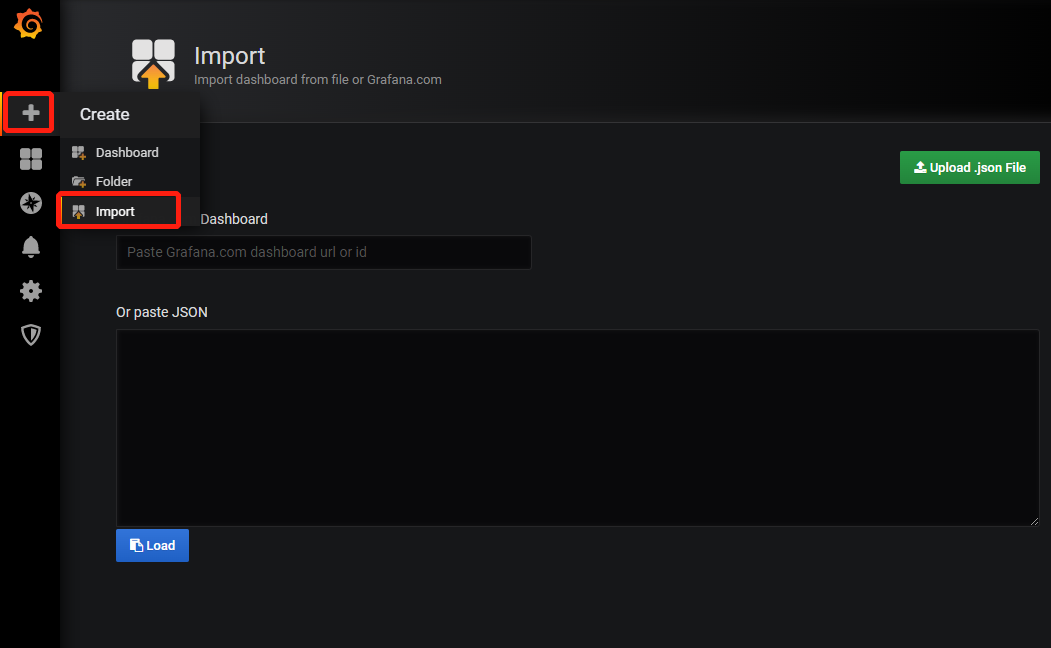 Import
Import dashboard from file or Grafana.com
Create
Dashboard
Folder
Import
Upload .json File
Dashboard
Paste Grafana.com dashboard url or id
Or paste JSON
Load